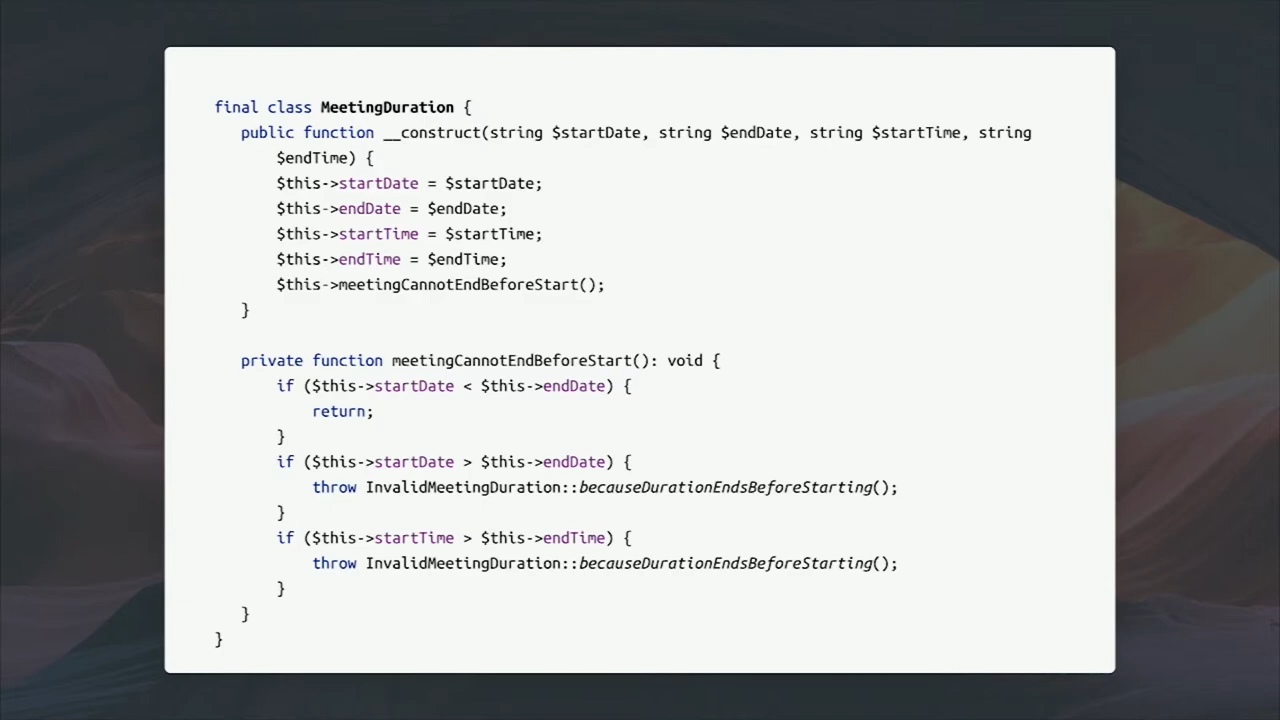 final class MeetingDuration {
public function __construct(string $startDate, string $endDate, string $startTime, string
$endTime) {
$this->startDate = $startDate;
$this->endDate = $endDate;
$this->startTime = $startTime;
$this->endTime = $endTime;
$this->meetingCannotEndBeforeStart();
}
private function meetingCannotEndBeforeStart(): void {
if ($this->startDate < $this->endDate) {
return;
}
if ($this->startDate > $this->endDate) {
throw InvalidMeetingDuration::becauseDurationEndsBeforeStarting();
}
if ($this->startTime > $this->endTime) {
throw InvalidMeetingDuration::becauseDurationEndsBeforeStarting();
}
}
}